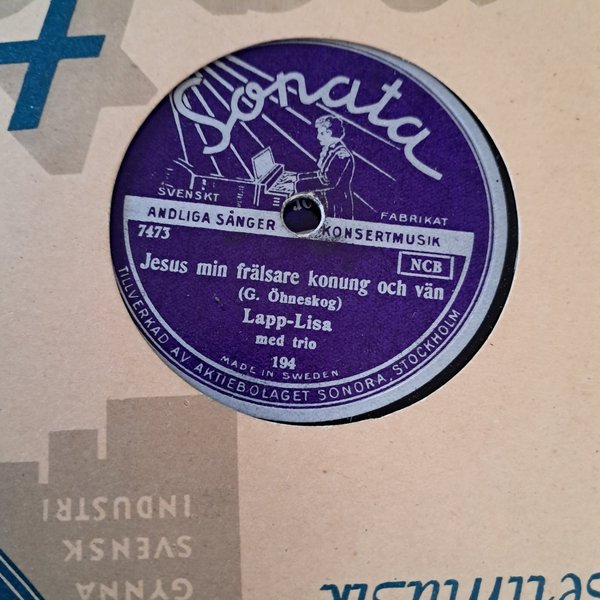 Sonata
SVENSKT FABRIKAT
ANDLIGA SÅNGER KONSERTMUSIK
7473
NCB
Jesus min frälsare konung och vän
(G. Öhneskog)
Lapp-Lisa
med trio
194
MADE IN SWEDEN
TILLVERKAD AV AKTIEBOLAGET SONORA, STOCKHOLM
GYNNA
SVENSK
INDUSTRI